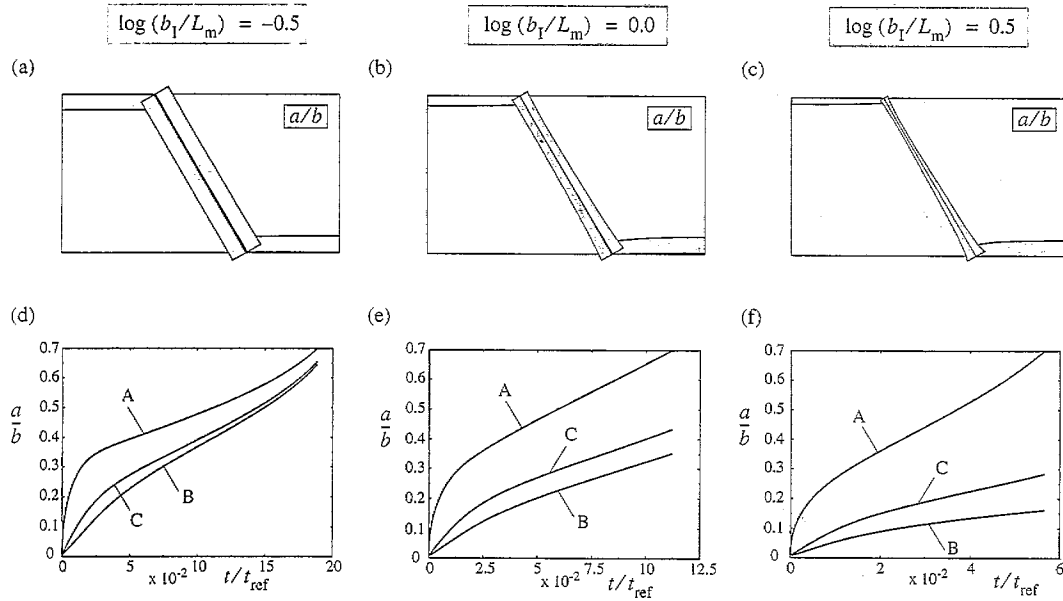 log (b_I/L_m) = −0.5
log (b_I/L_m) = 0.0
log (b_I/L_m) = 0.5
(a)
(b)
(c)
a/b
a/b
a/b
(d)
(e)
(f)
0.7
0.6
0.5
0.4
0.3
0.2
0.1
0
a/b
A
C
B
0
5
10
15
20
x 10^-2
t/t_ref
0.7
0.6
0.5
0.4
0.3
0.2
0.1
0
a/b
A
C
B
0
2.5
5
7.5
10
12.5
x 10^-2
t/t_ref
0.7
0.6
0.5
0.4
0.3
0.2
0.1
0
a/b
A
C
B
0
2
4
6
x 10^-2
t/t_ref